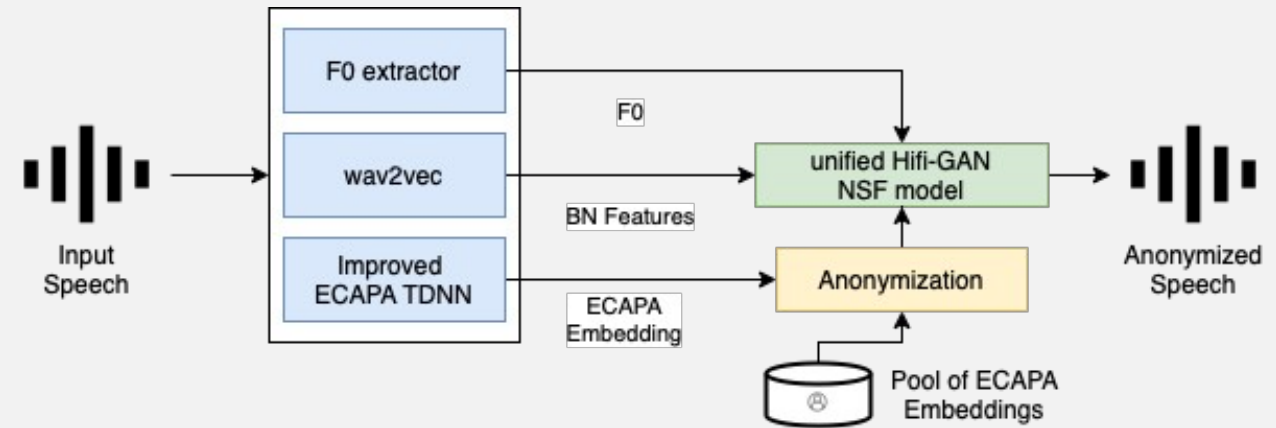 F0 extractor
F0
wav2vec
unified Hifi-GAN
NSF model
BN Features
Input
Speech
Improved
ECAPA TDNN
Anonymization
Anonymized
Speech
ECAPA
Embedding
Pool of ECAPA
Embeddings